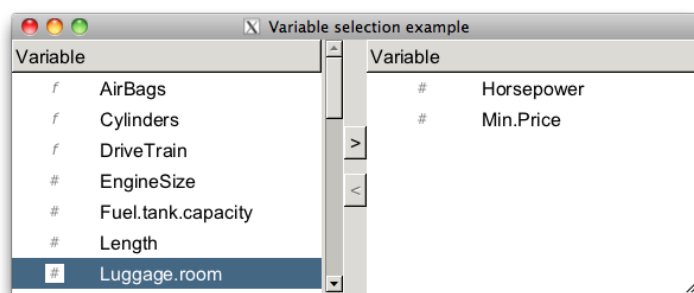 Variable selection example
Variable
f AirBags
f Cylinders
f DriveTrain
# EngineSize
# Fuel.tank.capacity
# Length
# Luggage.room
>
<
Variable
# Horsepower
# Min.Price